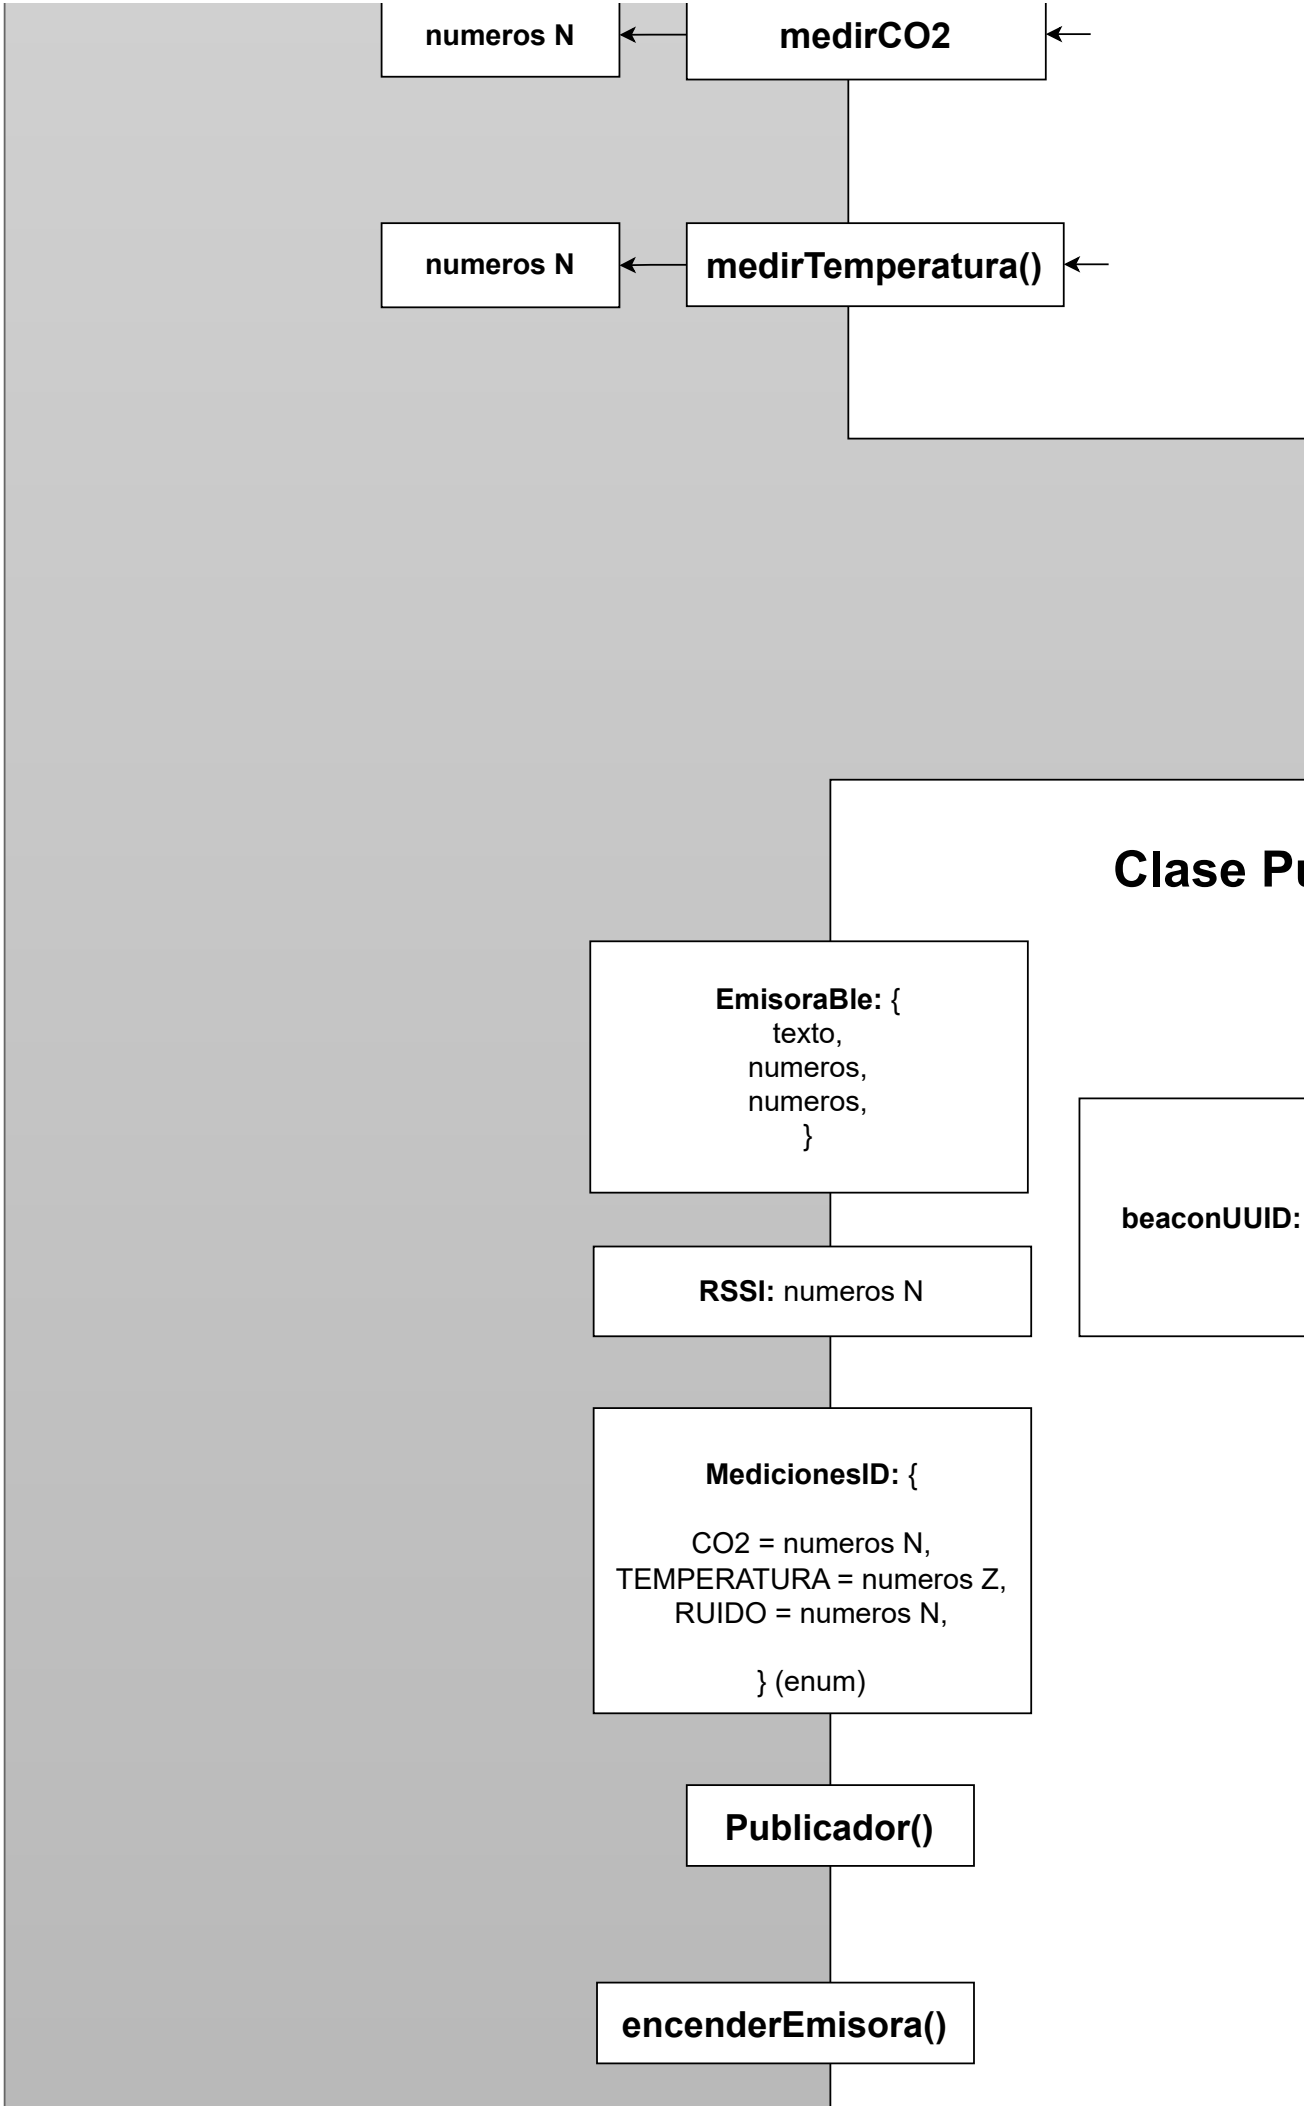 numeros N
medirCO2
numeros N
medirTemperatura()
Clase Pu
EmisoraBle: {
texto,
numeros,
numeros,
}
beaconUUID:
RSSI: numeros N
MedicionesID: {
CO2 = numeros N,
TEMPERATURA = numeros Z,
RUIDO = numeros N,
} (enum)
Publicador()
encenderEmisora()